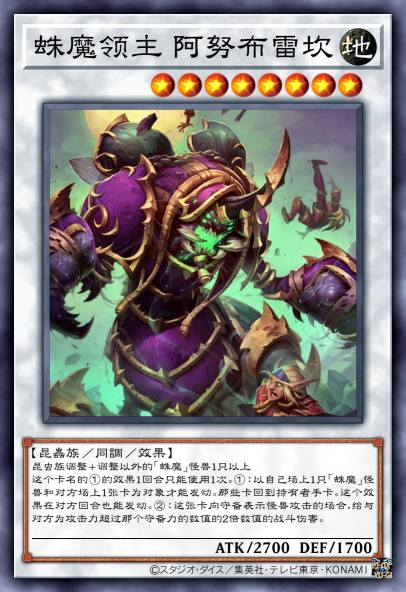 蛛魔领主 阿努布雷坎 地
【昆蟲族／同調／效果】
昆虫族调整+调整以外的「蛛魔」怪兽1只以上
这个卡名的①的效果1回合只能使用1次。①：以自己场上1只「蛛魔」怪
兽和对方场上1张卡为对象才能发动。那些卡回到持有者手卡。这个效
果在对方回合也能发动。②：这张卡向守备表示怪兽攻击的场合，给与
对方为攻击力超过那个守备力的数值的2倍数值的战斗伤害。
ATK/2700 DEF/1700
©スタジオ・ダイス／集英社・テレビ東京・KONAMI